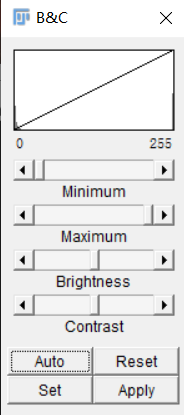 B&C
0 255
Minimum
Maximum
Brightness
Contrast
Auto Reset
Set Apply